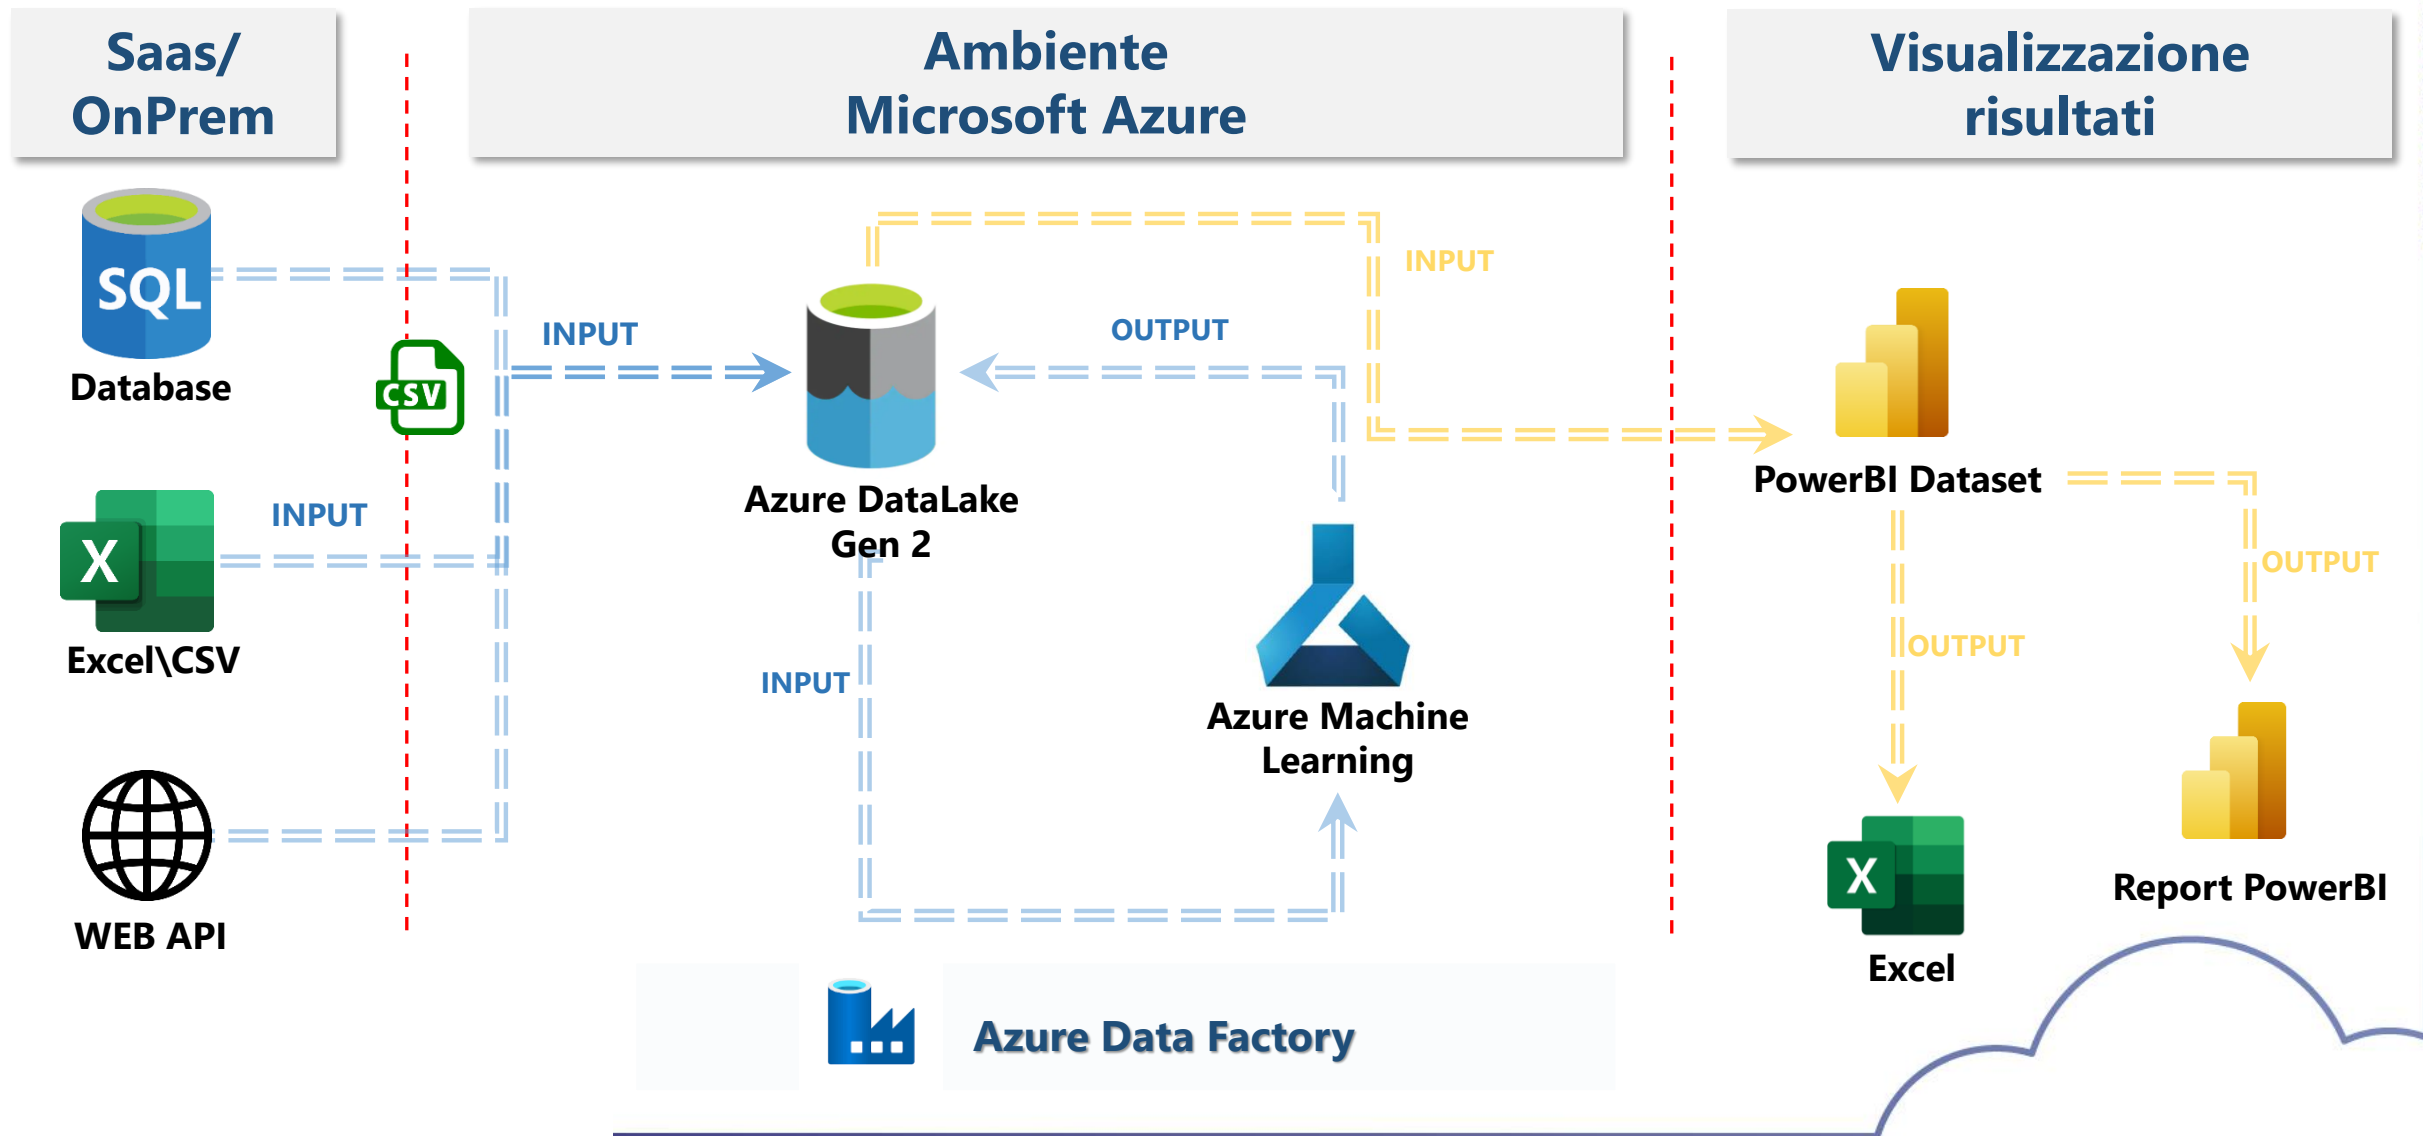 Saas/
OnPrem
Ambiente
Microsoft Azure
Visualizzazione
risultati
SQL
Database
CSV
X
INPUT
Excel\CSV
WEB API
INPUT
Azure DataLake
Gen 2
OUTPUT
INPUT
INPUT
Azure Machine
Learning
PowerBI Dataset
OUTPUT
OUTPUT
X
Excel
Report PowerBI
Azure Data Factory